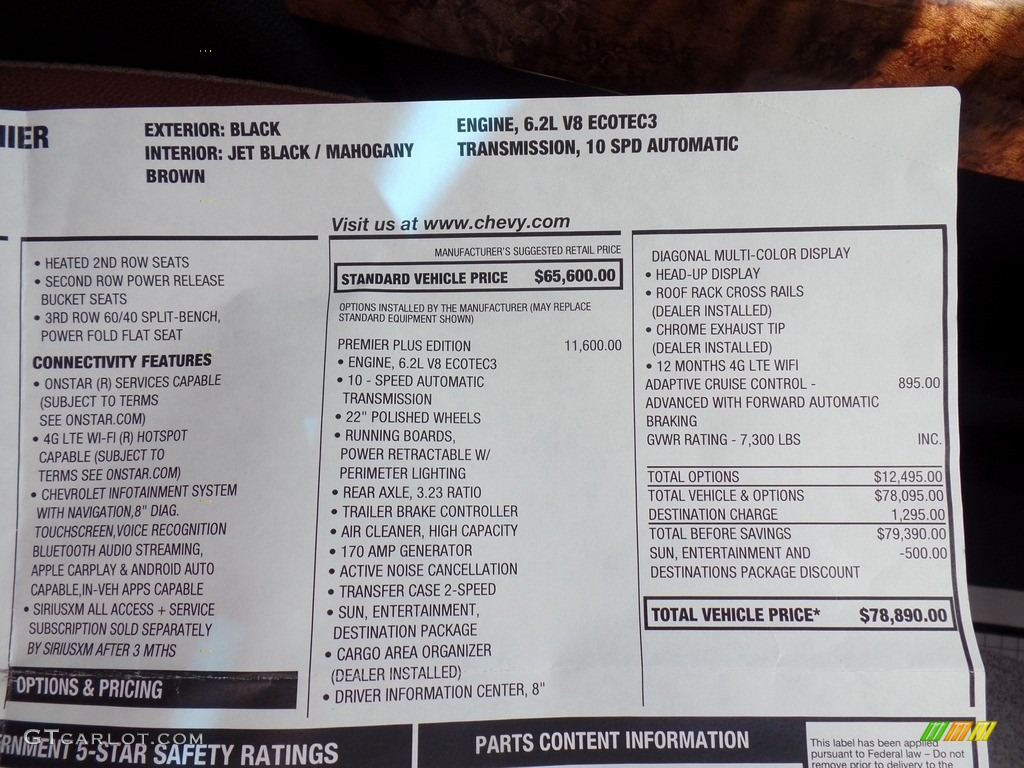 IER
EXTERIOR: BLACK
INTERIOR: JET BLACK / MAHOGANY
BROWN
ENGINE, 6.2L V8 ECOTEC3
TRANSMISSION, 10 SPD AUTOMATIC
Visit us at www.chevy.com
• HEATED 2ND ROW SEATS
• SECOND ROW POWER RELEASE
BUCKET SEATS
• 3RD ROW 60/40 SPLIT-BENCH,
POWER FOLD FLAT SEAT
CONNECTIVITY FEATURES
• ONSTAR (R) SERVICES CAPABLE
(SUBJECT TO TERMS
SEE ONSTAR.COM)
• 4G LTE WI-FI (R) HOTSPOT
CAPABLE (SUBJECT TO
TERMS SEE ONSTAR.COM)
• CHEVROLET INFOTAINMENT SYSTEM
WITH NAVIGATION,8" DIAG.
TOUCHSCREEN,VOICE RECOGNITION
BLUETOOTH AUDIO STREAMING,
APPLE CARPLAY & ANDROID AUTO
CAPABLE,IN-VEH APPS CAPABLE
• SIRIUSXM ALL ACCESS + SERVICE
SUBSCRIPTION SOLD SEPARATELY
BY SIRIUSXM AFTER 3 MTHS
OPTIONS & PRICING
MANUFACTURER'S SUGGESTED RETAIL PRICE
STANDARD VEHICLE PRICE $65,600.00
OPTIONS INSTALLED BY THE MANUFACTURER (MAY REPLACE
STANDARD EQUIPMENT SHOWN)
PREMIER PLUS EDITION 11,600.00
• ENGINE, 6.2L V8 ECOTEC3
• 10 - SPEED AUTOMATIC
TRANSMISSION
• 22" POLISHED WHEELS
• RUNNING BOARDS,
POWER RETRACTABLE W/
PERIMETER LIGHTING
• REAR AXLE, 3.23 RATIO
• TRAILER BRAKE CONTROLLER
• AIR CLEANER, HIGH CAPACITY
• 170 AMP GENERATOR
• ACTIVE NOISE CANCELLATION
• TRANSFER CASE 2-SPEED
• SUN, ENTERTAINMENT,
DESTINATION PACKAGE
• CARGO AREA ORGANIZER
(DEALER INSTALLED)
• DRIVER INFORMATION CENTER, 8"
DIAGONAL MULTI-COLOR DISPLAY
• HEAD-UP DISPLAY
• ROOF RACK CROSS RAILS
(DEALER INSTALLED)
• CHROME EXHAUST TIP
(DEALER INSTALLED)
• 12 MONTHS 4G LTE WIFI
ADAPTIVE CRUISE CONTROL - 895.00
ADVANCED WITH FORWARD AUTOMATIC
BRAKING
GVWR RATING - 7,300 LBS INC.
TOTAL OPTIONS $12,495.00
TOTAL VEHICLE & OPTIONS $78,095.00
DESTINATION CHARGE 1,295.00
TOTAL BEFORE SAVINGS $79,390.00
SUN, ENTERTAINMENT AND -500.00
DESTINATIONS PACKAGE DISCOUNT
TOTAL VEHICLE PRICE* $78,890.00
RNMENT 5-STAR SAFETY RATINGS
PARTS CONTENT INFORMATION
This label has been applied
pursuant to Federal law – Do not
remove prior to delivery to the
GTcarlot.com